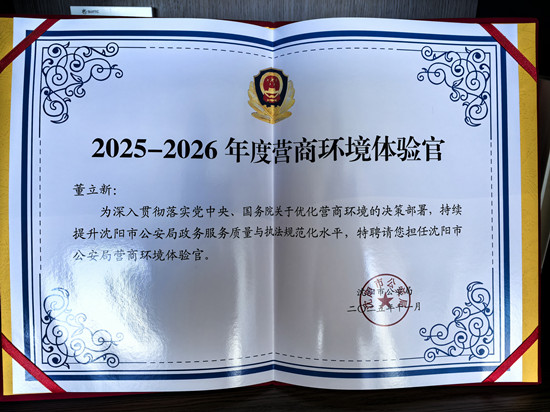 2025-2026 年度营商环境体验官
董立新：
为深入贯彻落实党中央、国务院关于优化营商环境的决策部署，持续
提升沈阳市公安局政务服务质量与执法规范化水平，特聘请您担任沈阳市
公安局营商环境体验官。
沈阳市公安局
二〇二五年十一月